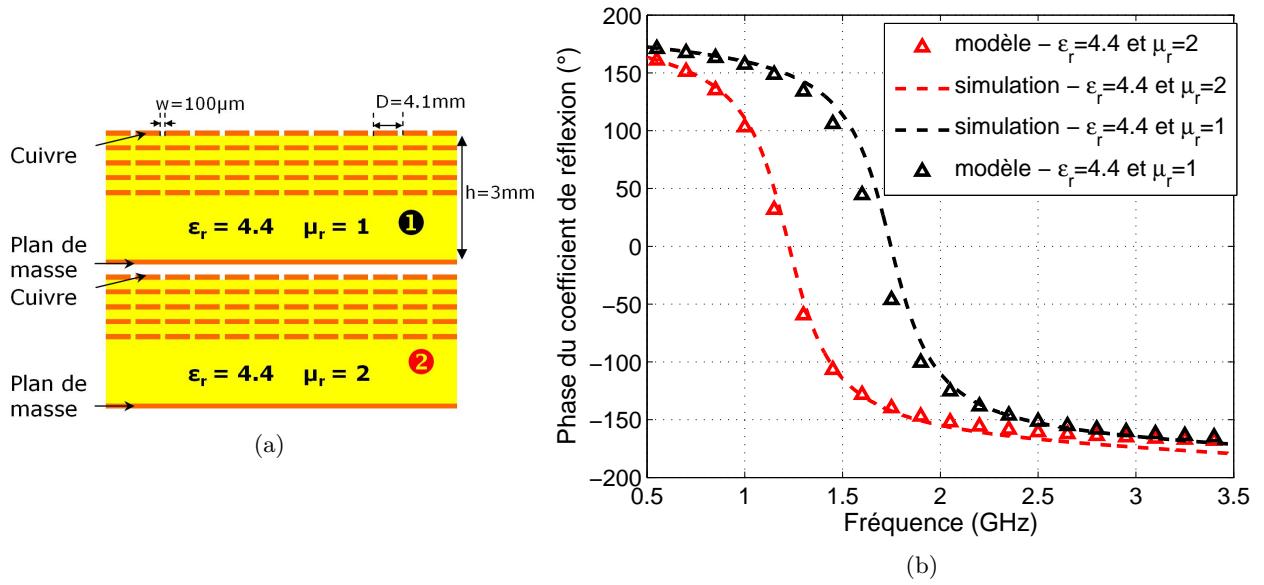 w=100µm
D=4.1mm
Cuivre
h=3mm
εr = 4.4 μr = 1
1
Plan de
masse
Cuivre
εr = 4.4 μr = 2
2
Plan de
masse
(a)
Phase du coefficient de réflexion (°)
200
150
100
50
0
−50
−100
−150
−200
modèle − εr=4.4 et μr=2
simulation − εr=4.4 et μr=2
simulation − εr=4.4 et μr=1
modèle − εr=4.4 et μr=1
0.5 1 1.5 2 2.5 3 3.5
Fréquence (GHz)
(b)